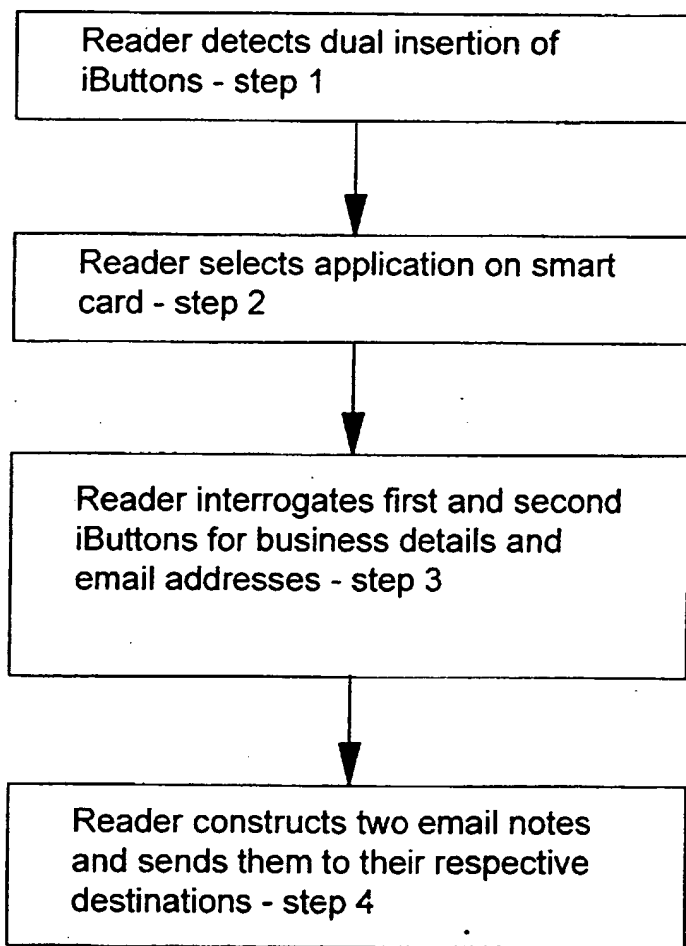 Reader detects dual insertion of
iButtons - step 1
Reader selects application on smart
card - step 2
Reader interrogates first and second
iButtons for business details and
email addresses - step 3
Reader constructs two email notes
and sends them to their respective
destinations - step 4